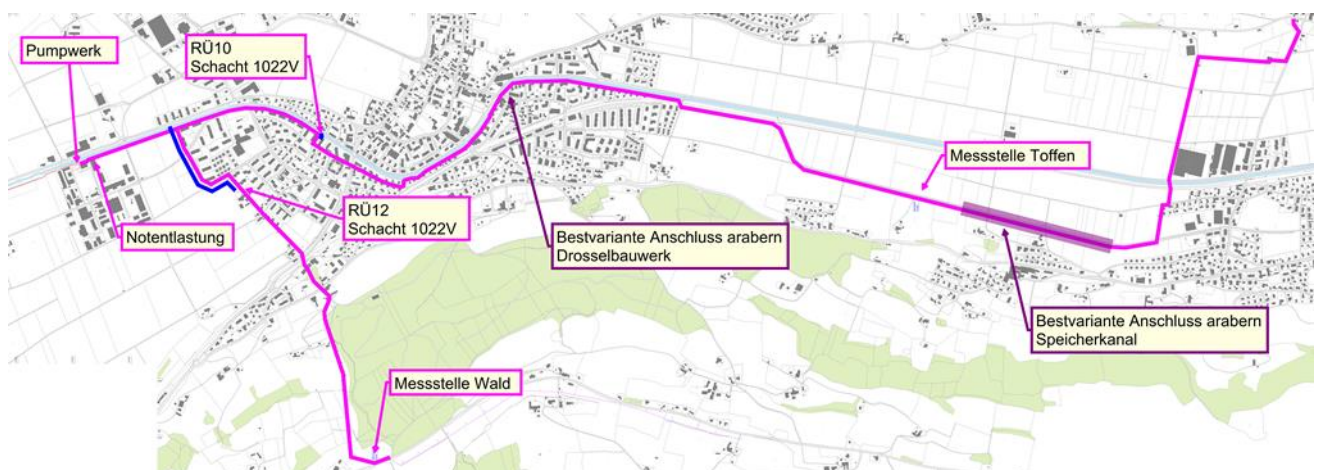 Pumpwerk
RÜ10
Schacht 1022V
Messstelle Toffen
RÜ12
Schacht 1022V
Notentlastung
Bestvariante Anschluss arabern
Drosselbauwerk
Bestvariante Anschluss arabern
Speicherkanal
Messstelle Wald